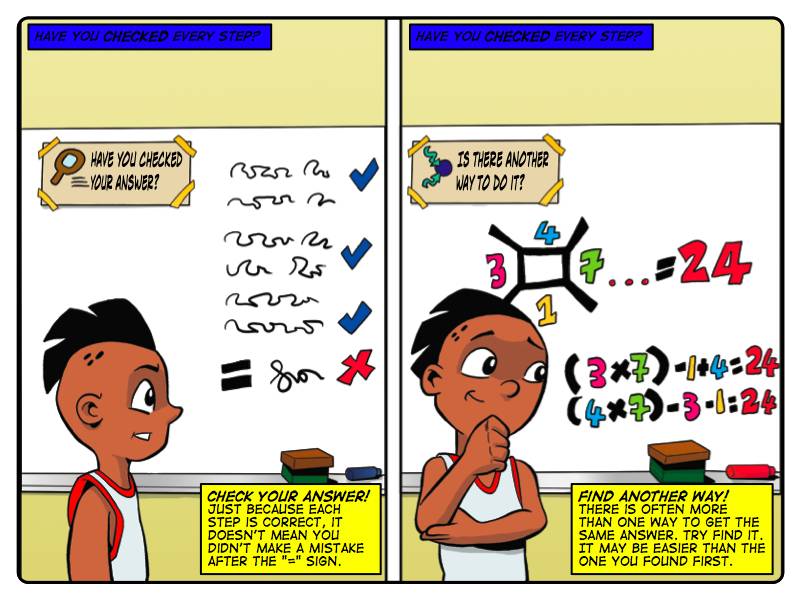 HAVE YOU CHECKED EVERY STEP?
HAVE YOU CHECKED
YOUR ANSWER?
=
CHECK YOUR ANSWER!
JUST BECAUSE EACH
STEP IS CORRECT, IT
DOESN'T MEAN YOU
DIDN'T MAKE A MISTAKE
AFTER THE "=" SIGN.
HAVE YOU CHECKED EVERY STEP?
IS THERE ANOTHER
WAY TO DO IT?
4
3 7 ...=24
1
(3×7)-1+4=24
(4×7)-3-1=24
FIND ANOTHER WAY!
THERE IS OFTEN MORE
THAN ONE WAY TO GET THE
SAME ANSWER. TRY FIND IT.
IT MAY BE EASIER THAN THE
ONE YOU FOUND FIRST.